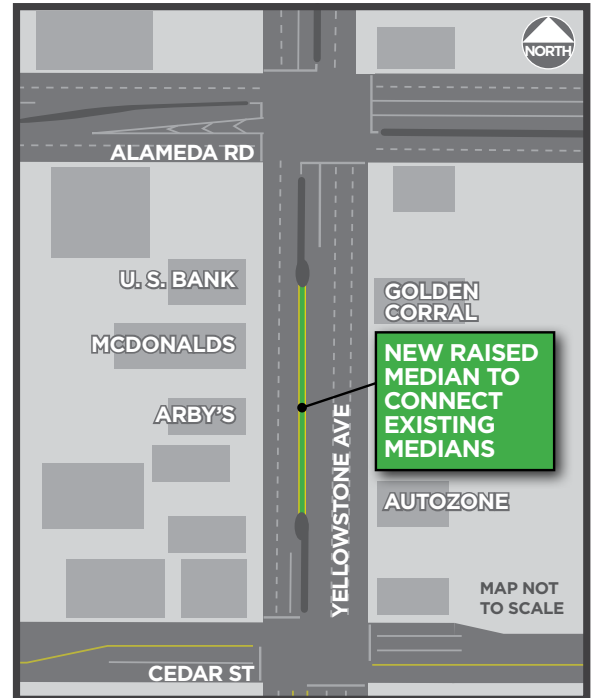 NORTH
ALAMEDA RD
U. S. BANK
GOLDEN
CORRAL
MCDONALDS
NEW RAISED
MEDIAN TO
CONNECT
EXISTING
MEDIANS
ARBY'S
YELLOWSTONE AVE
AUTOZONE
MAP NOT
TO SCALE
CEDAR ST